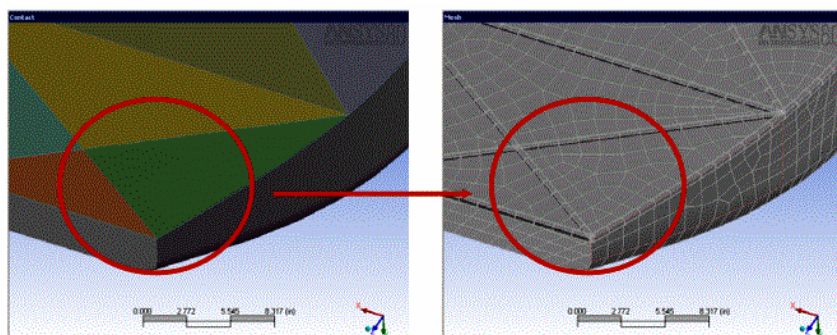 Contact
ANSYS
0.000
2.772
5.545
8.317 (in)
X
Z
Mesh
ANSYS
0.000
2.772
5.545
8.317 (in)
X
Z